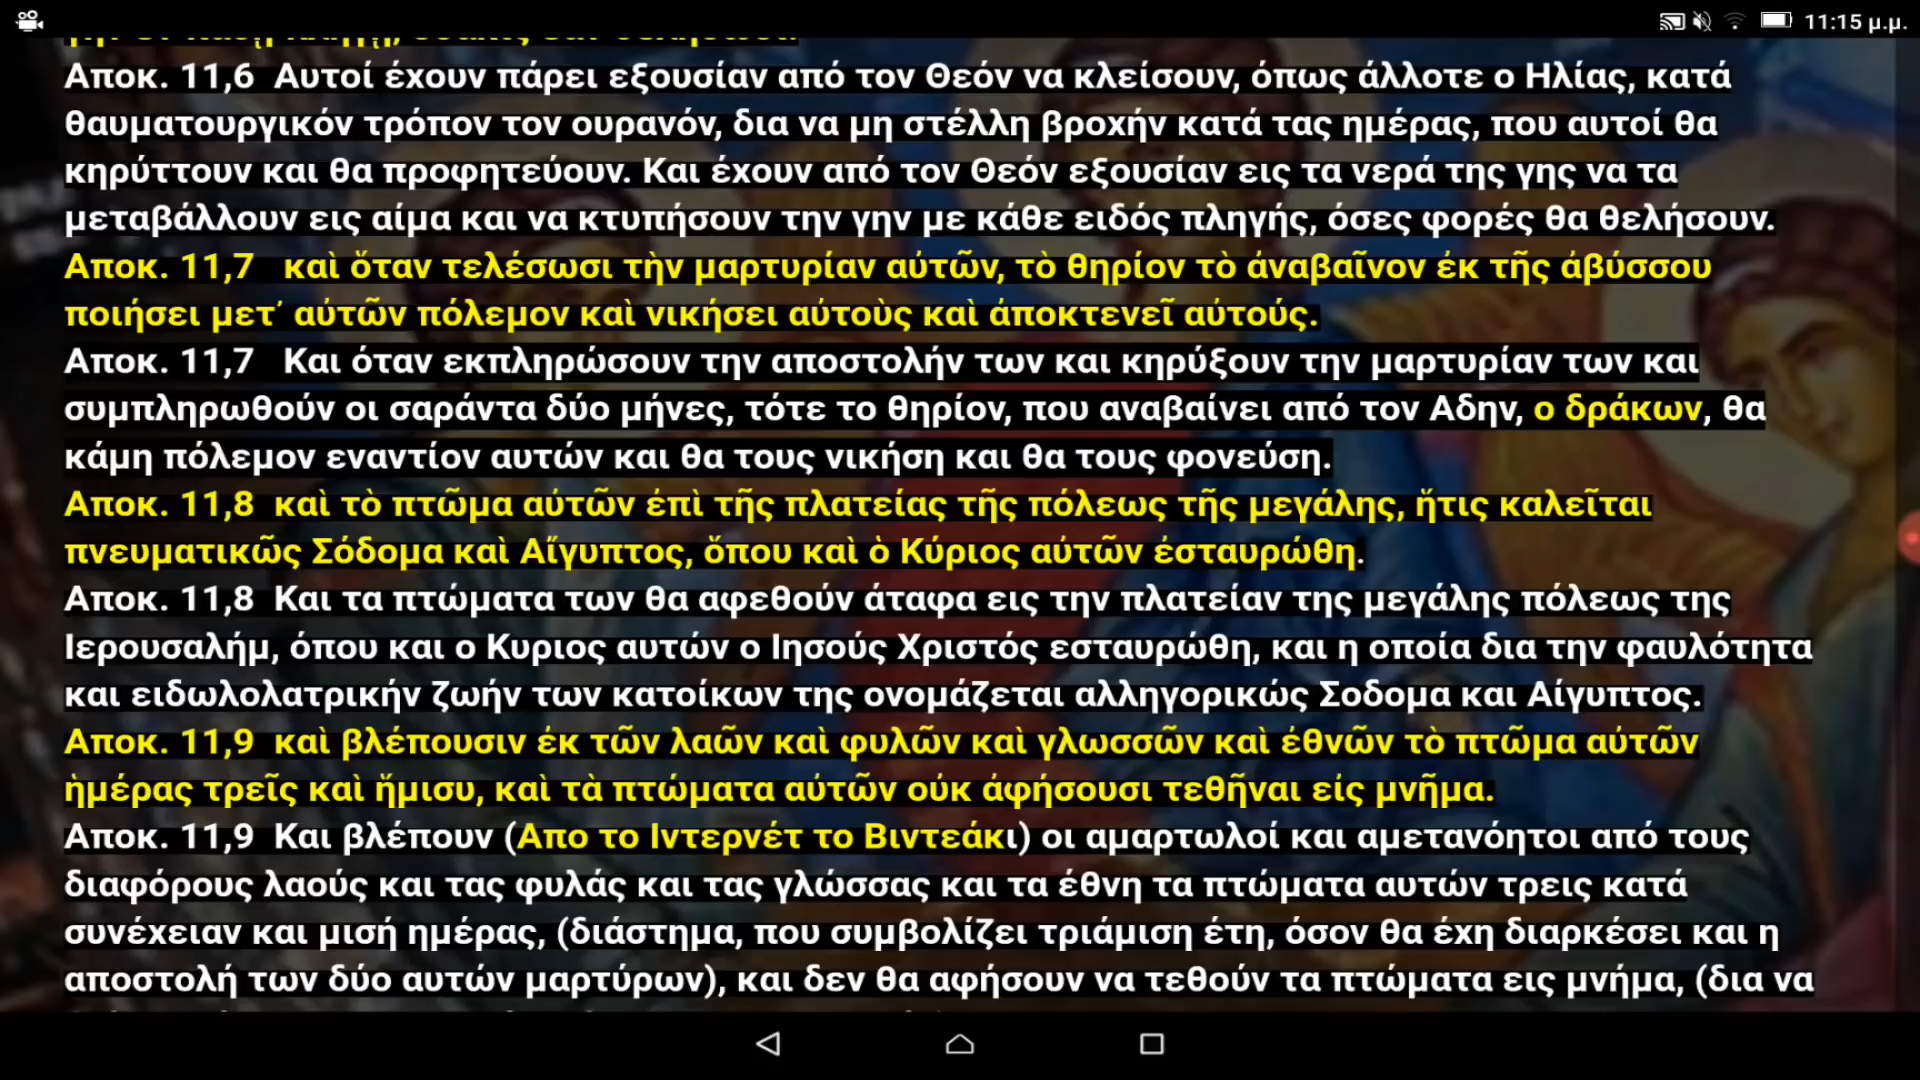 11:15 μ.μ.
Αποκ. 11,6  Αυτοί έχουν πάρει εξουσίαν από τον Θεόν να κλείσουν, όπως άλλοτε ο Ηλίας, κατά
θαυματουργικόν τρόπον τον ουρανόν, δια να μη στέλλη βροχήν κατά τας ημέρας, που αυτοί θα
κηρύττουν και θα προφητεύουν. Και έχουν από τον Θεόν εξουσίαν εις τα νερά της γης να τα
μεταβάλλουν εις αίμα και να κτυπήσουν την γην με κάθε ειδός πληγής, όσες φορές θα θελήσουν.
Αποκ. 11,7   καὶ ὅταν τελέσωσι τὴν μαρτυρίαν αὐτῶν, τὸ θηρίον τὸ ἀναβαῖνον ἐκ τῆς ἀβύσσου
ποιήσει μετ᾿ αὐτῶν πόλεμον καὶ νικήσει αὐτοὺς καὶ ἀποκτενεῖ αὐτούς.
Αποκ. 11,7   Και όταν εκπληρώσουν την αποστολήν των και κηρύξουν την μαρτυρίαν των και
συμπληρωθούν οι σαράντα δύο μήνες, τότε το θηρίον, που αναβαίνει από τον Αδην, ο δράκων, θα
κάμη πόλεμον εναντίον αυτών και θα τους νικήση και θα τους φονεύση.
Αποκ. 11,8  καὶ τὸ πτῶμα αὐτῶν ἐπὶ τῆς πλατείας τῆς πόλεως τῆς μεγάλης, ἥτις καλεῖται
πνευματικῶς Σόδομα καὶ Αἴγυπτος, ὅπου καὶ ὁ Κύριος αὐτῶν ἐσταυρώθη.
Αποκ. 11,8  Και τα πτώματα των θα αφεθούν άταφα εις την πλατείαν της μεγάλης πόλεως της
Ιερουσαλήμ, όπου και ο Κυριος αυτών ο Ιησούς Χριστός εσταυρώθη, και η οποία δια την φαυλότητα
και ειδωλολατρικήν ζωήν των κατοίκων της ονομάζεται αλληγορικώς Σοδομα και Αίγυπτος.
Αποκ. 11,9  καὶ βλέπουσιν ἐκ τῶν λαῶν καὶ φυλῶν καὶ γλωσσῶν καὶ ἐθνῶν τὸ πτῶμα αὐτῶν
ἡμέρας τρεῖς καὶ ἥμισυ, καὶ τὰ πτώματα αὐτῶν οὐκ ἀφήσουσι τεθῆναι εἰς μνῆμα.
Αποκ. 11,9  Και βλέπουν (Απο το Ιντερνέτ το Βιντεάκι) οι αμαρτωλοί και αμετανόητοι από τους
διαφόρους λαούς και τας φυλάς και τας γλώσσας και τα έθνη τα πτώματα αυτών τρεις κατά
συνέχειαν και μισή ημέρας, (διάστημα, που συμβολίζει τριάμιση έτη, όσον θα έχη διαρκέσει και η
αποστολή των δύο αυτών μαρτύρων), και δεν θα αφήσουν να τεθούν τα πτώματα εις μνήμα, (δια να